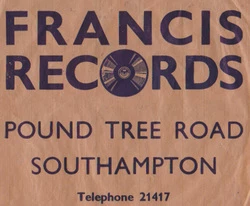 FRANCIS
RECORDS
POUND TREE ROAD
SOUTHAMPTON
Telephone 21417